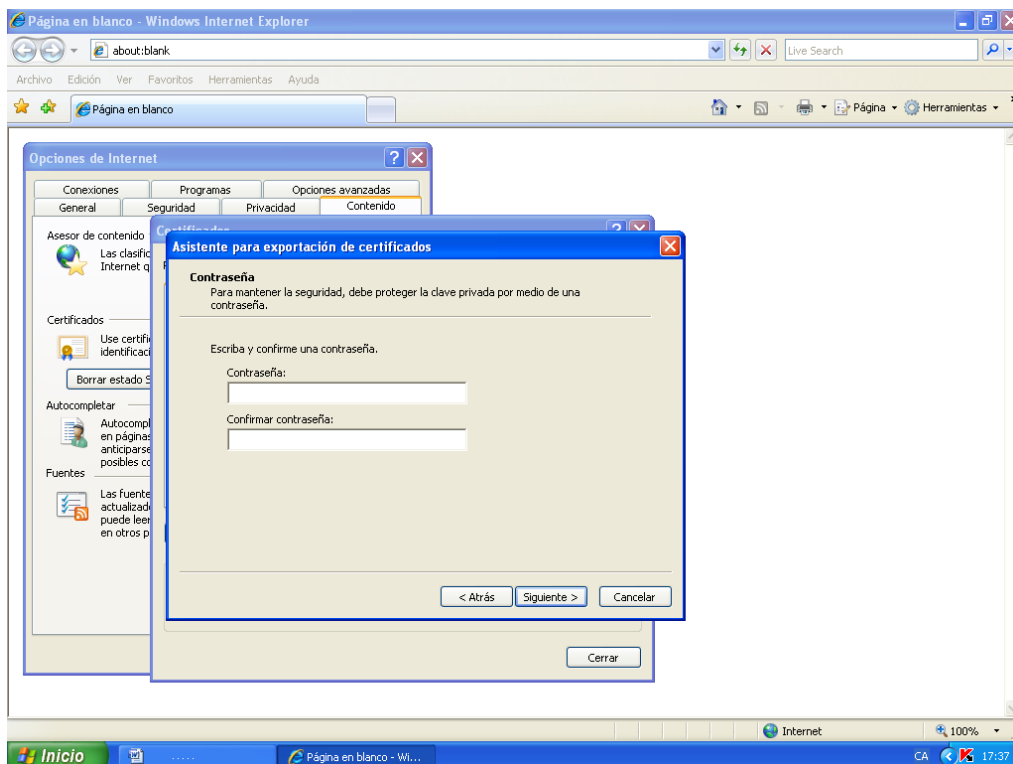 Página en blanco - Windows Internet Explorer
about:blank
Live Search
Archivo Edición Ver Favoritos Herramientas Ayuda
Página en blanco
Página
Herramientas
Opciones de Internet
Conexiones Programas Opciones avanzadas
General Seguridad Privacidad Contenido
Asesor de contenido
Las clasific
Internet q
Certificados
Use certifi
identificaci
Borrar estado S
Autocompletar
Autocompl
en páginas
anticiparse
posibles co
Fuentes
Las fuente
actualizad
puede leer
en otros p
Certificados
Asistente para exportación de certificados
Contraseña
Para mantener la seguridad, debe proteger la clave privada por medio de una
contraseña.
Escriba y confirme una contraseña.
Contraseña:
Confirmar contraseña:
< Atrás Siguiente > Cancelar
Cerrar
Internet
100%
Inicio
.....
Página en blanco - Wi...
CA
17:37